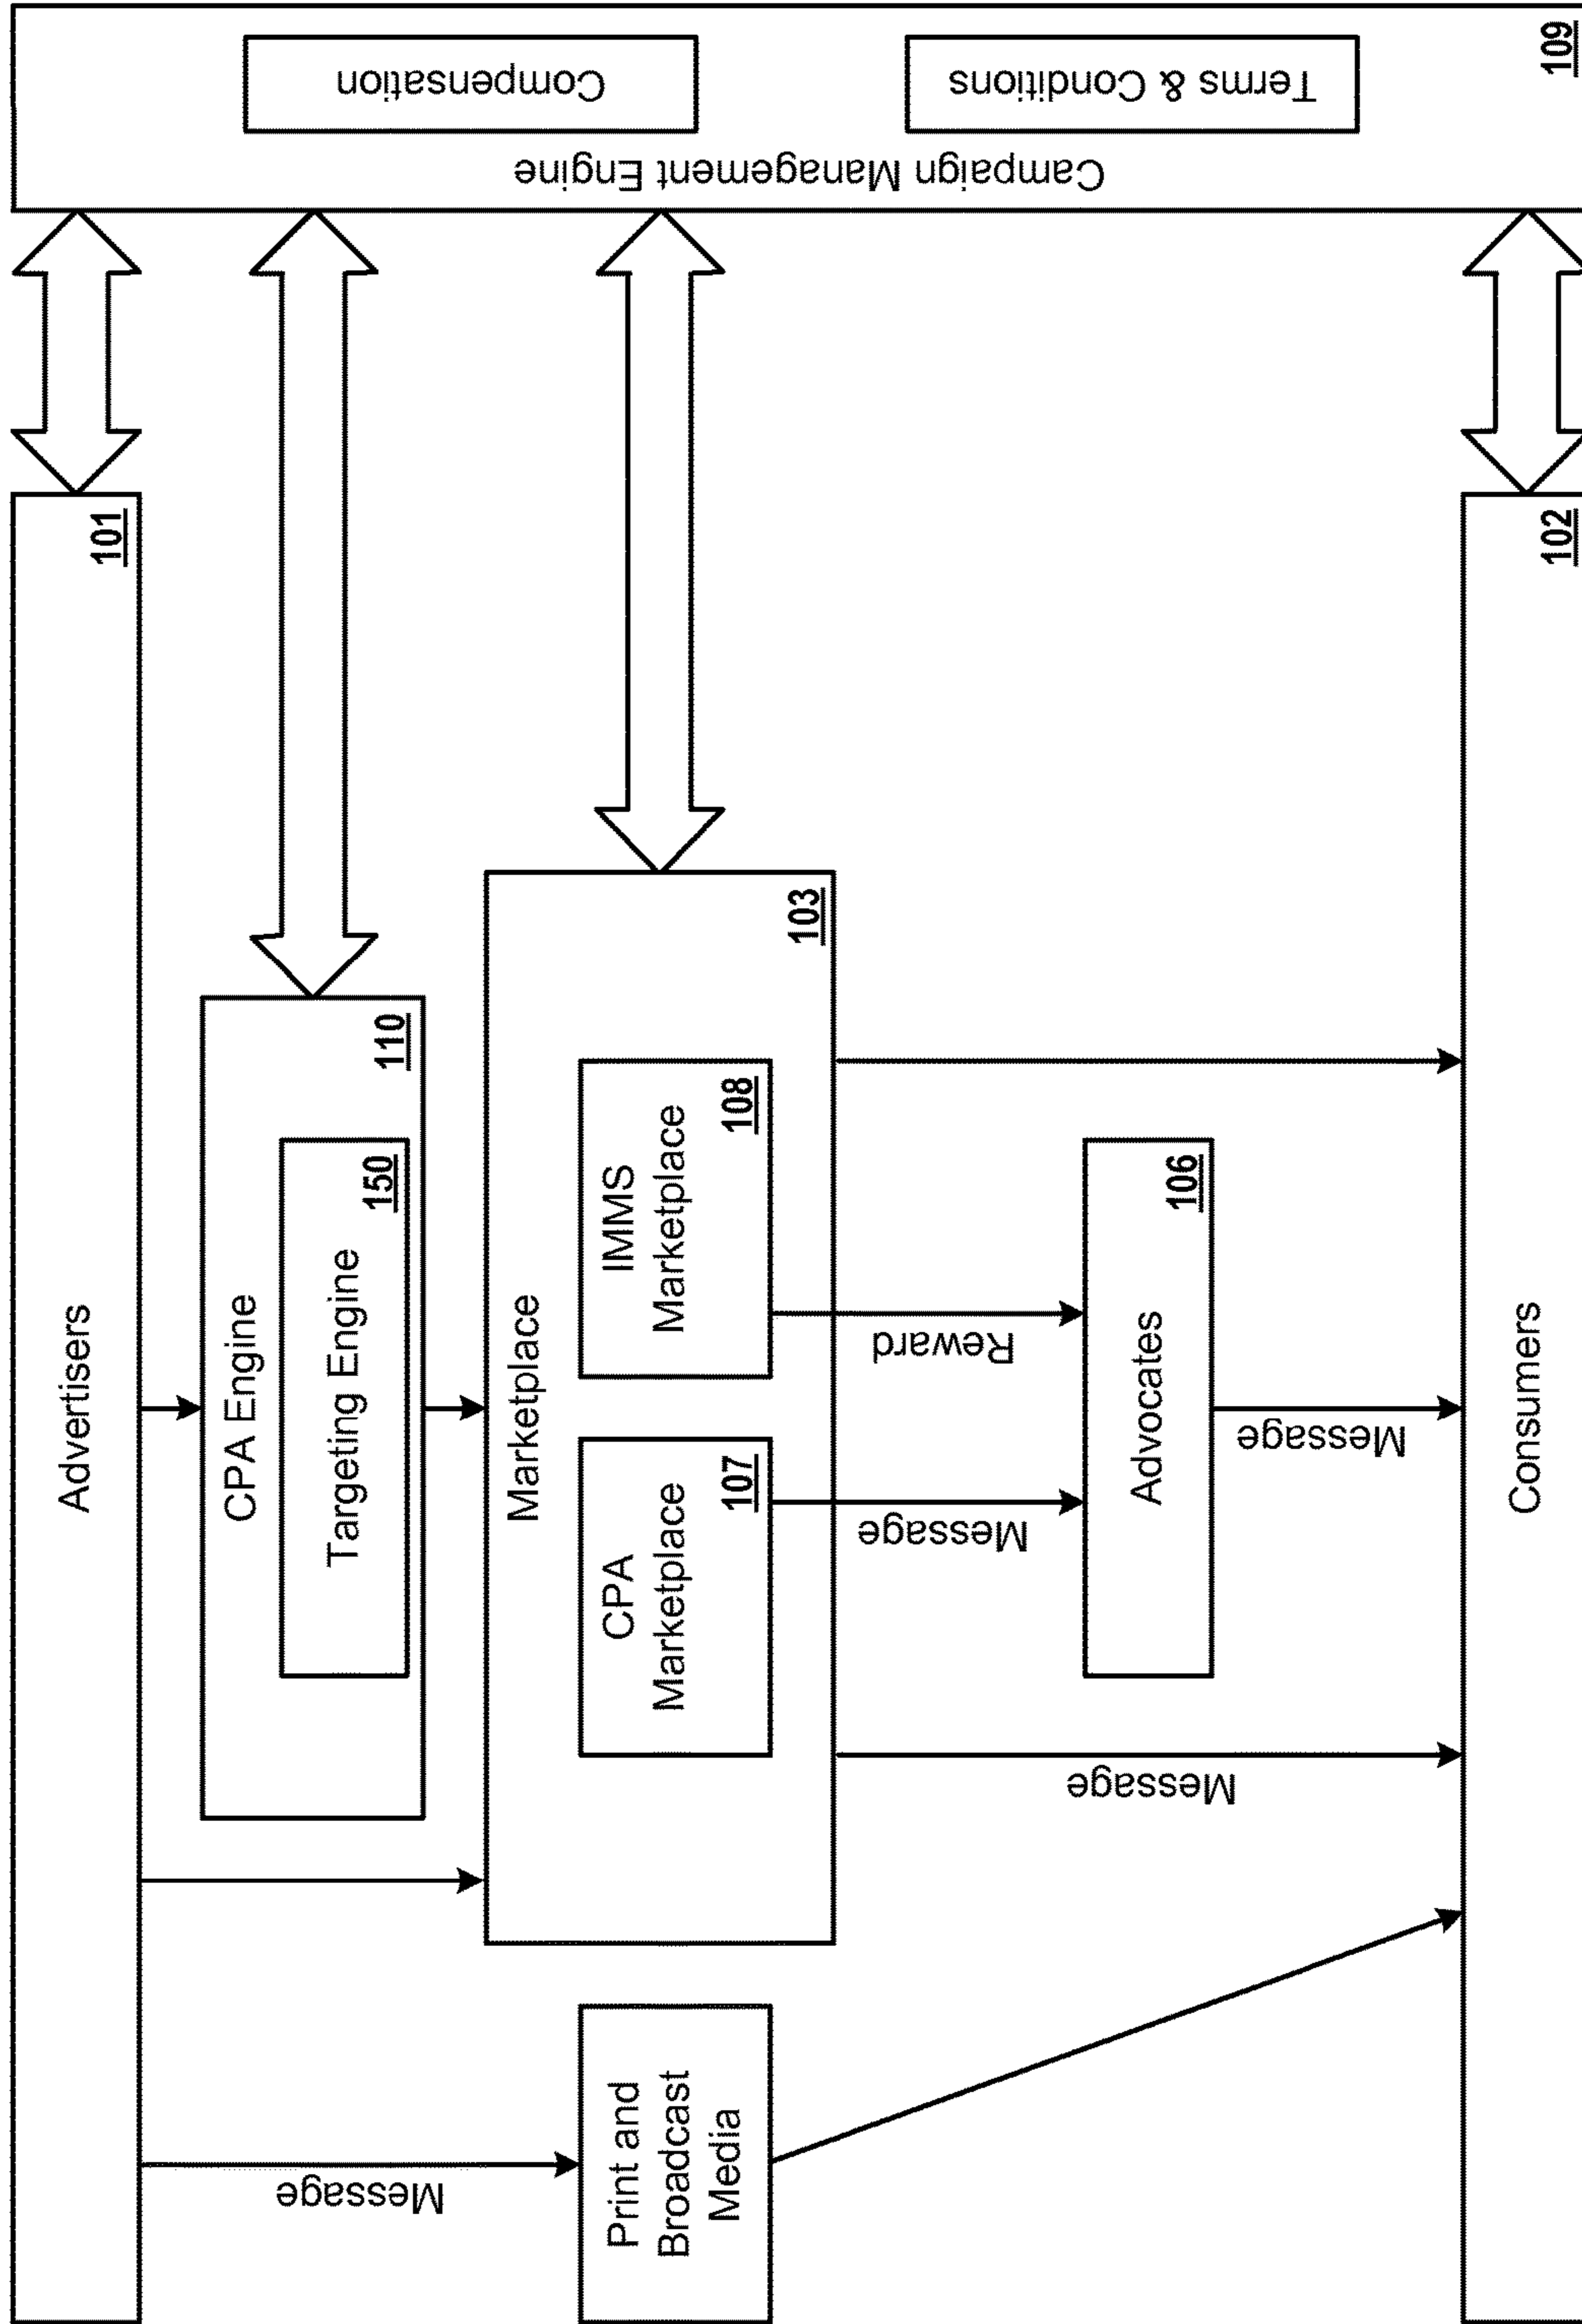 Advertisers
101
CPA Engine
Targeting Engine
150
110
Message
Marketplace
CPA
Marketplace
107
IMMS
Marketplace
108
103
Print and
Broadcast
Media
Message
Reward
Message
Advocates
106
Message
Consumers
102
Campaign Management Engine
Compensation
Terms & Conditions
109